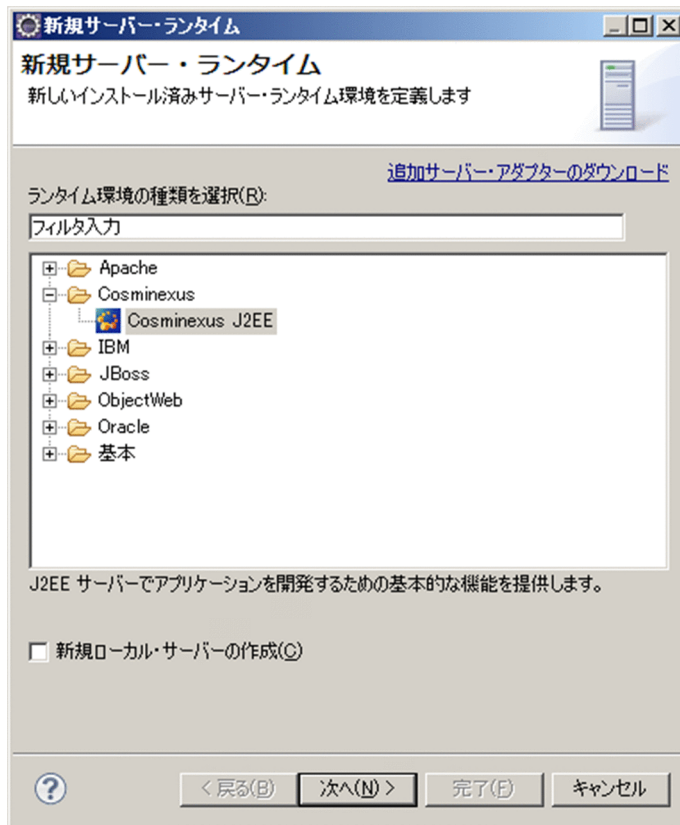 新規サーバー・ランタイム
新規サーバー・ランタイム
新しいインストール済みサーバー・ランタイム環境を定義します
追加サーバー・アダプターのダウンロード
ランタイム環境の種類を選択(R):
フィルタ入力
Apache
Cosminexus
Cosminexus J2EE
IBM
JBoss
ObjectWeb
Oracle
基本
J2EE サーバーでアプリケーションを開発するための基本的な機能を提供します。
新規ローカル・サーバーの作成(C)
? < 戻る(B) 次へ(N) > 完了(F) キャンセル